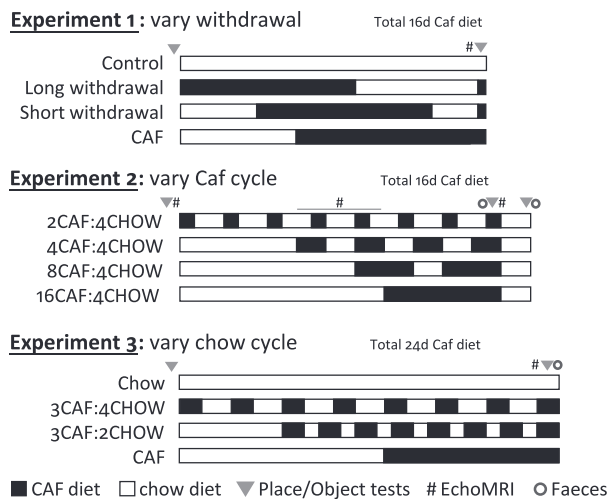 Experiment 1: vary withdrawal Total 16d Caf diet
#
Control
Long withdrawal
Short withdrawal
CAF
Experiment 2: vary Caf cycle Total 16d Caf diet
# # #
2CAF:4CHOW
4CAF:4CHOW
8CAF:4CHOW
16CAF:4CHOW
Experiment 3: vary chow cycle Total 24d Caf diet
#
Chow
3CAF:4CHOW
3CAF:2CHOW
CAF
CAF diet chow diet Place/Object tests # EchoMRI Faeces